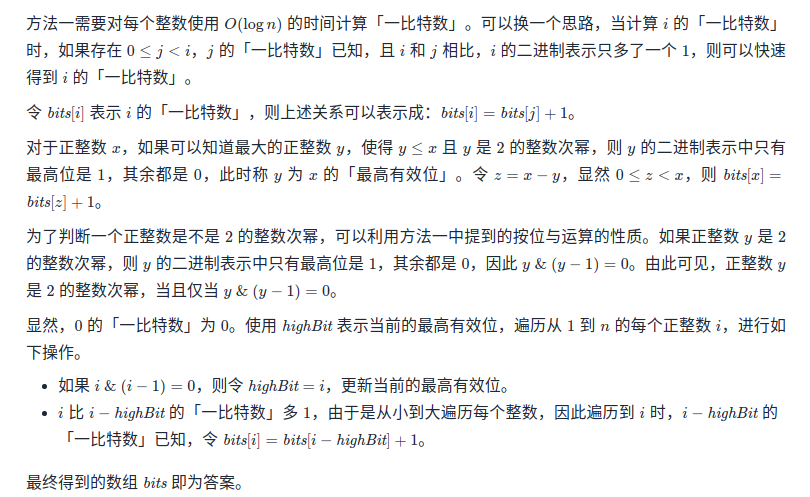 方法一需要对每个整数使用 O(log n) 的时间计算「一比特数」。可以换一个思路，当计算 i 的「一比特数」
时，如果存在 0 ≤ j < i，j 的「一比特数」已知，且 i 和 j 相比，i 的二进制表示只多了一个 1，则可以快速
得到 i 的「一比特数」。
令 bits[i] 表示 i 的「一比特数」，则上述关系可以表示成：bits[i] = bits[j] + 1。
对于正整数 x，如果可以知道最大的正整数 y，使得 y ≤ x 且 y 是 2 的整数次幂，则 y 的二进制表示中只有
最高位是 1，其余都是 0，此时称 y 为 x 的「最高有效位」。令 z = x − y，显然 0 ≤ z < x，则 bits[x] =
bits[z] + 1。
为了判断一个正整数是不是 2 的整数次幂，可以利用方法一中提到的按位与运算的性质。如果正整数 y 是 2
的整数次幂，则 y 的二进制表示中只有最高位是 1，其余都是 0，因此 y & (y − 1) = 0。由此可见，正整数 y
是 2 的整数次幂，当且仅当 y & (y − 1) = 0。
显然，0 的「一比特数」为 0。使用 highBit 表示当前的最高有效位，遍历从 1 到 n 的每个正整数 i，进行如
下操作。
• 如果 i & (i − 1) = 0，则令 highBit = i，更新当前的最高有效位。
• i 比 i − highBit 的「一比特数」多 1，由于是从小到大遍历每个整数，因此遍历到 i 时，i − highBit 的
「一比特数」已知，令 bits[i] = bits[i − highBit] + 1。
最终得到的数组 bits 即为答案。